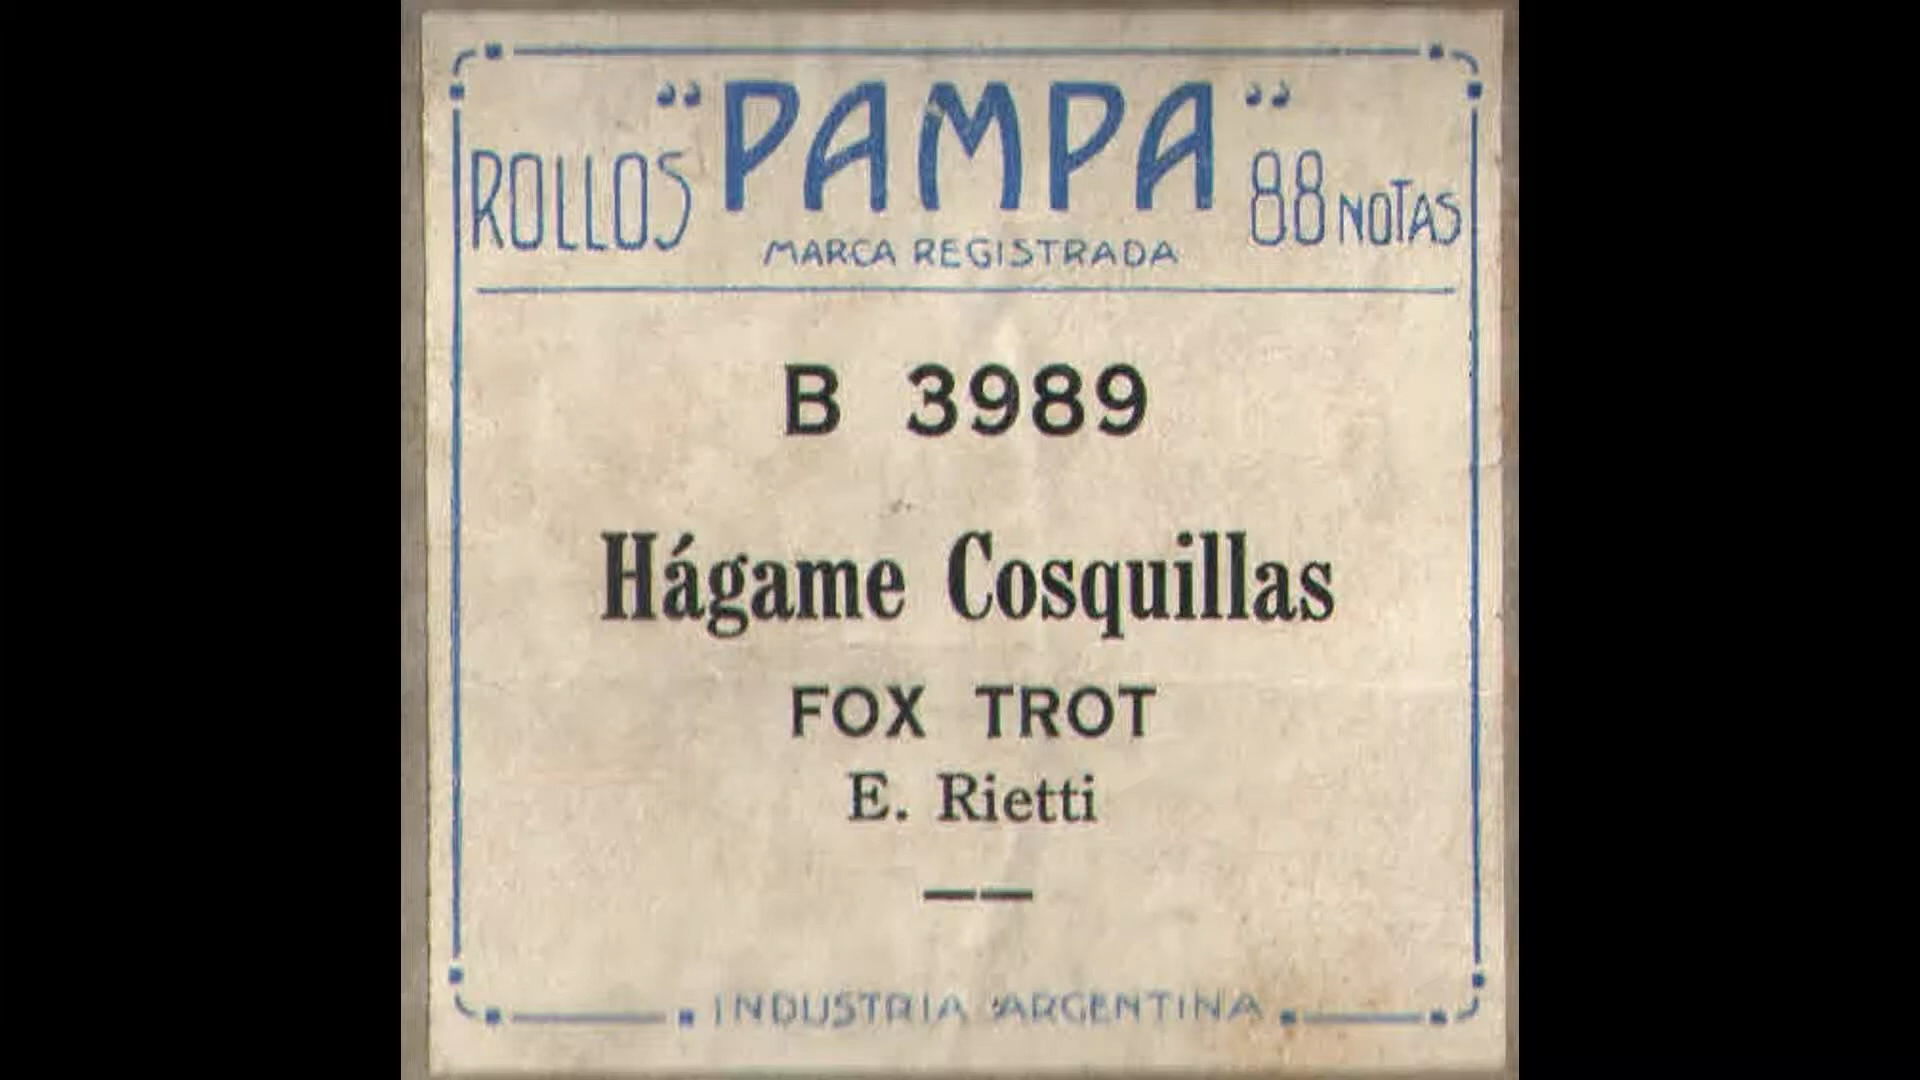 ROLLOS "PAMPA" 88 NOTAS
MARCA REGISTRADA
B 3989
Hágame Cosquillas
FOX TROT
E. Rietti
INDUSTRIA ARGENTINA